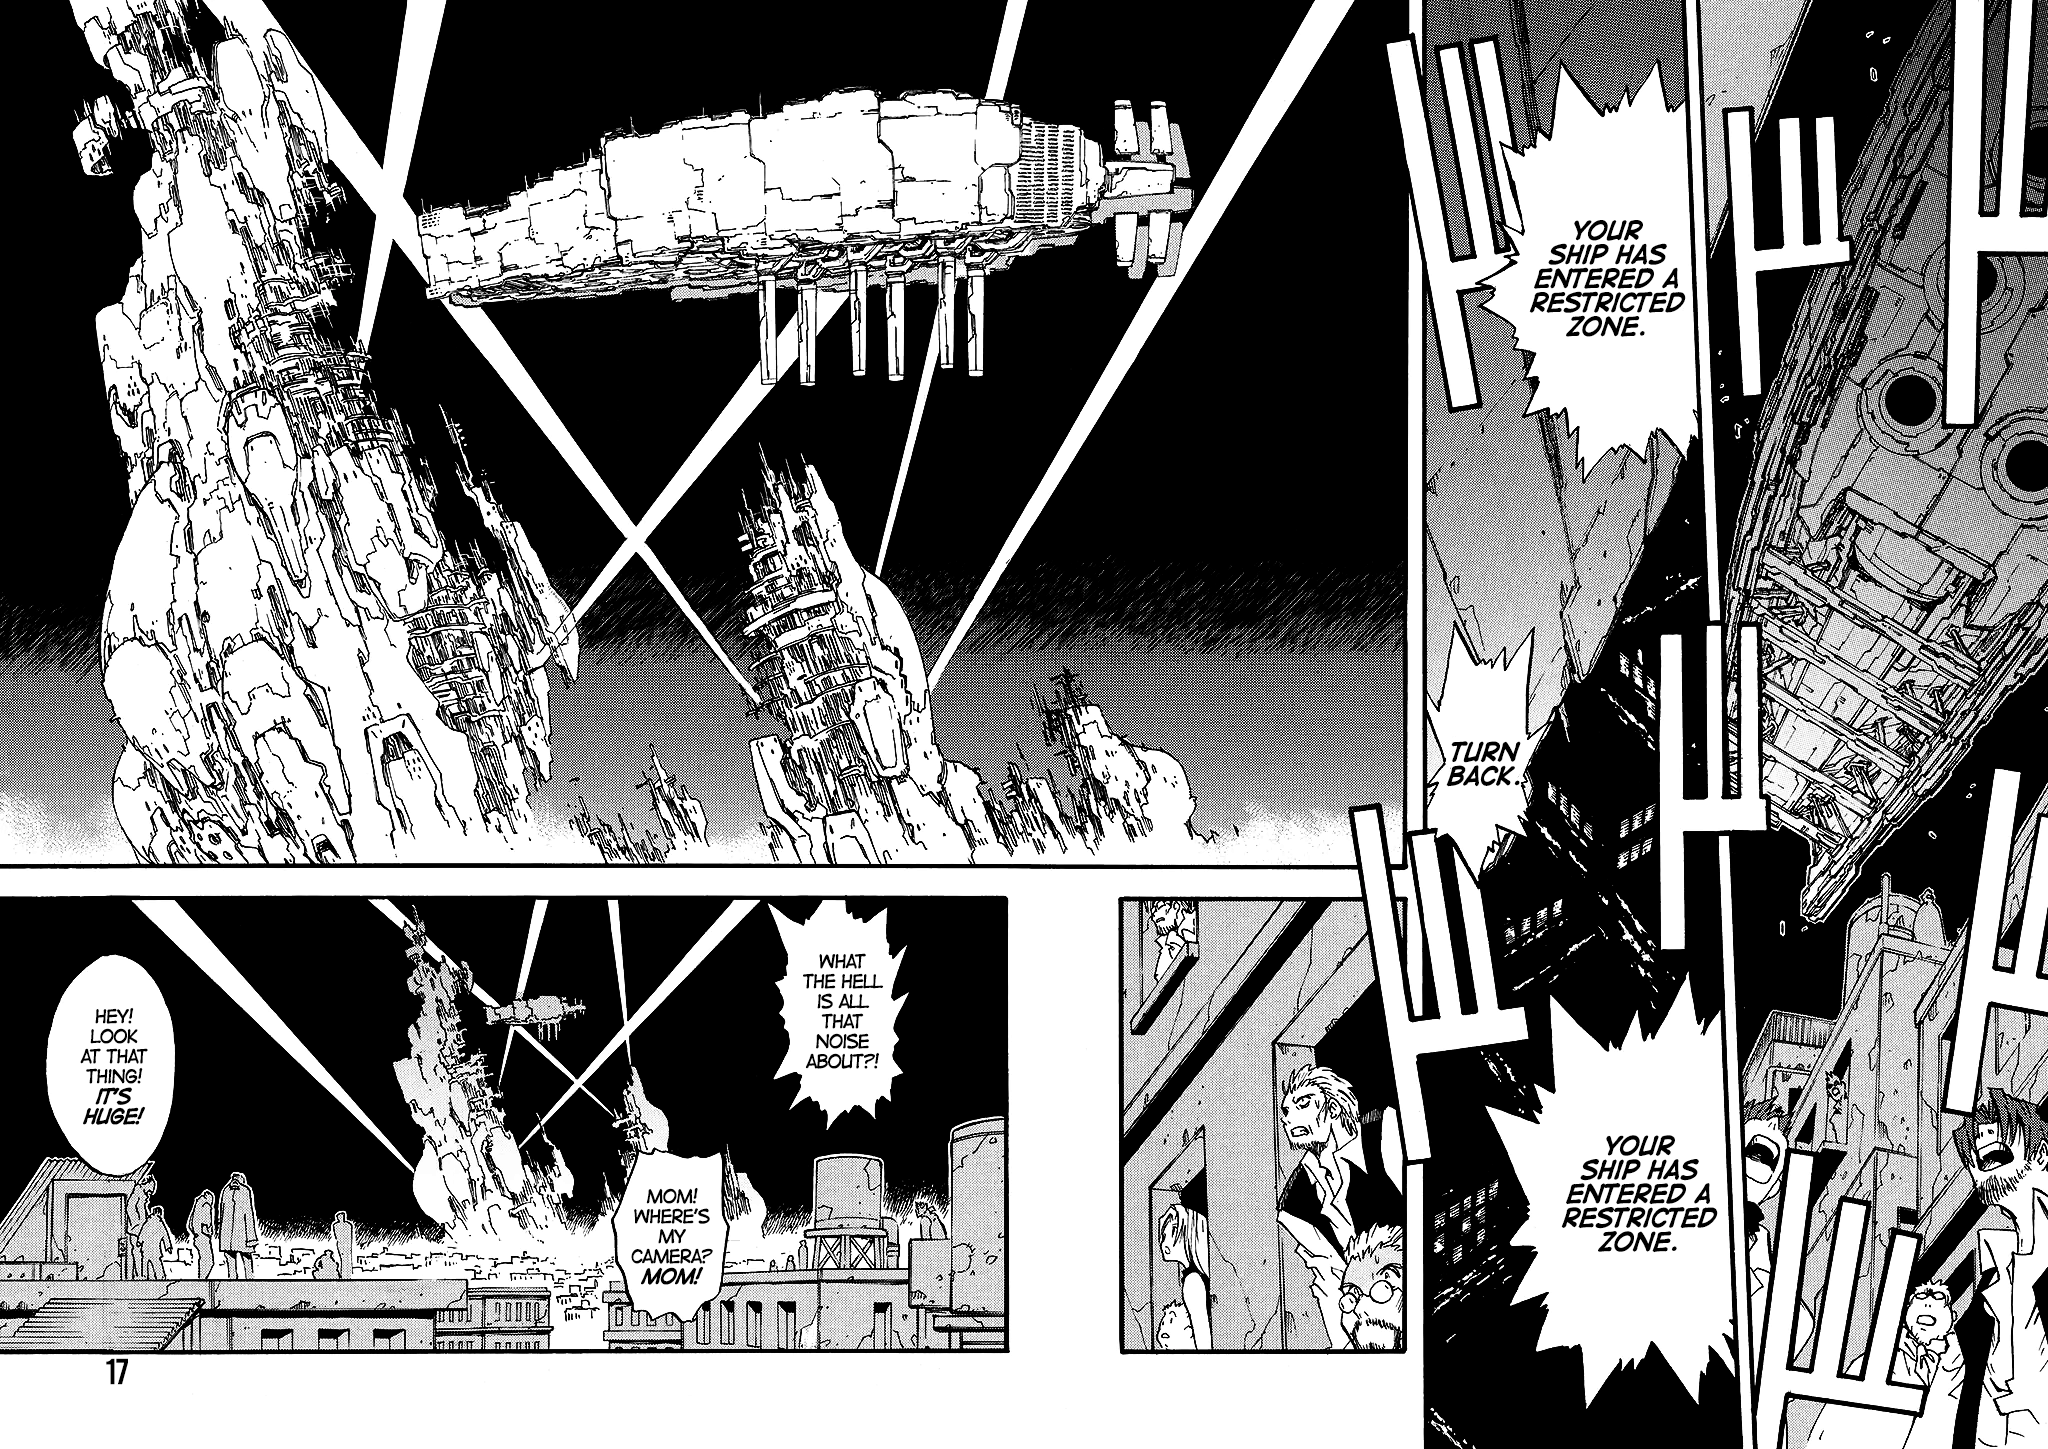 YOUR
SHIP HAS
ENTERED A
RESTRICTED
ZONE.
TURN
BACK.
YOUR
SHIP HAS
ENTERED A
RESTRICTED
ZONE.
WHAT
THE HELL
IS ALL
THAT
NOISE
ABOUT?!
MOM!
WHERE'S
MY
CAMERA?
MOM!
HEY!
LOOK
AT THAT
THING!
IT'S
HUGE!
17